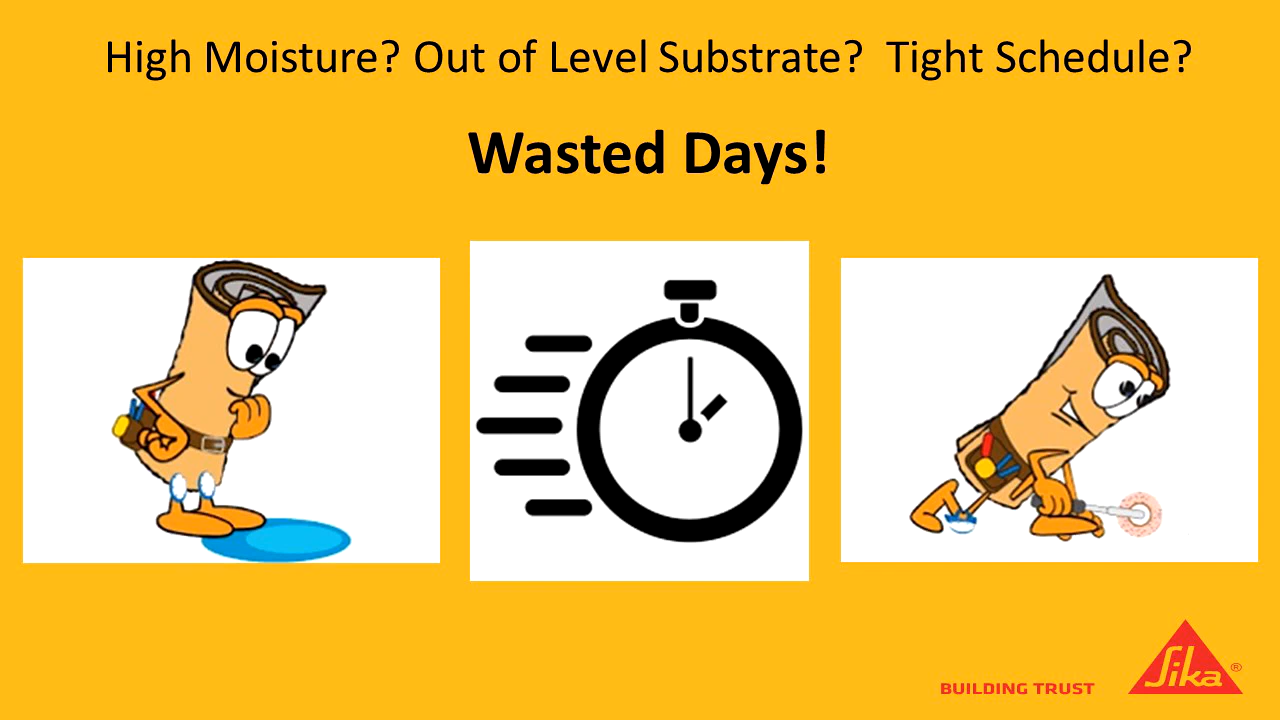 High Moisture? Out of Level Substrate?  Tight Schedule?
Wasted Days!
BUILDING TRUST
Sika®